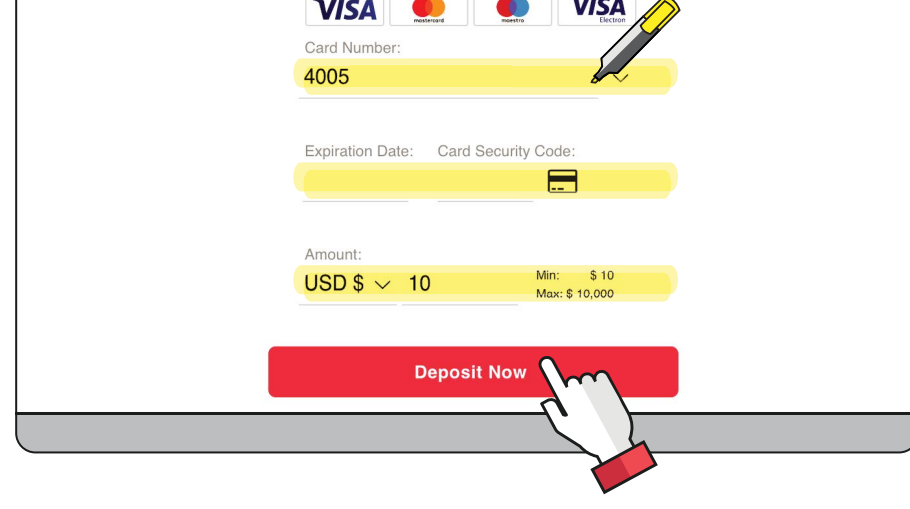 VISA mastercard maestro VISA Electron
Card Number:
4005
Expiration Date: Card Security Code:
Amount:
USD $ 10 Min: $ 10
Max: $ 10,000
Deposit Now